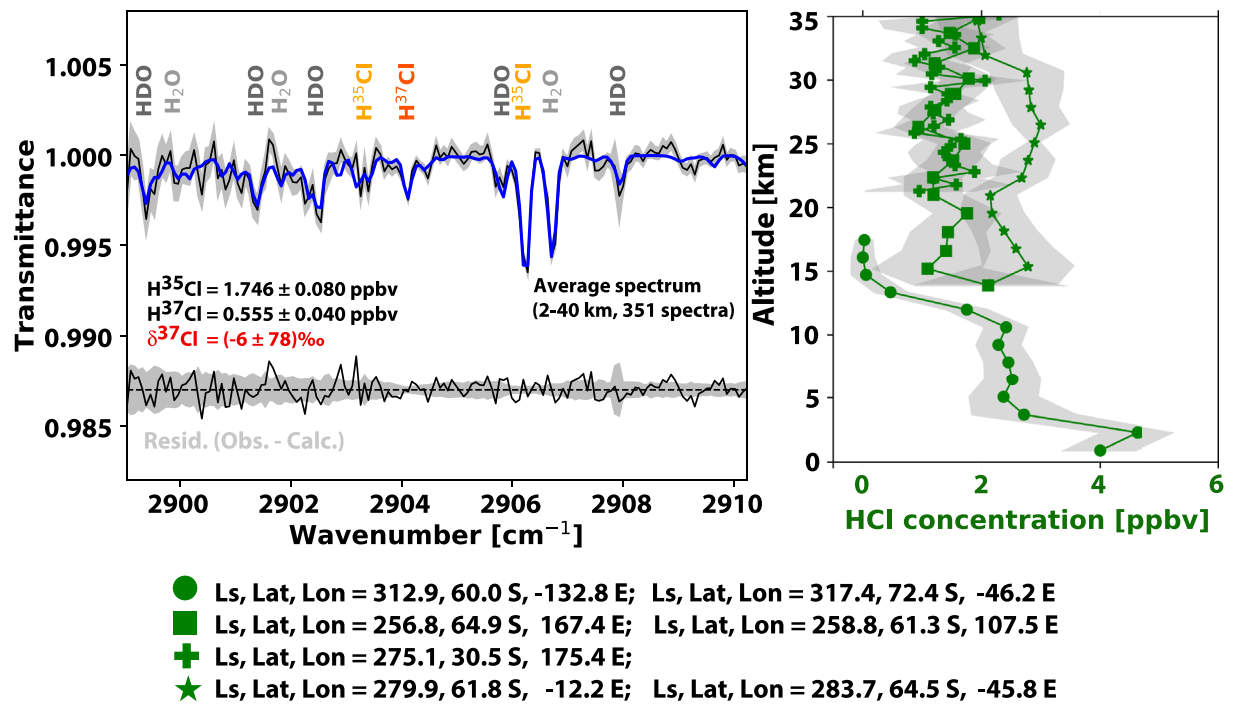 HDO
H₂O
HDO
H₂O
HDO
H³⁵Cl
H³⁷Cl
HDO
H³⁵Cl
H₂O
HDO
1.005
1.000
0.995
0.990
0.985
Transmittance
H³⁵Cl = 1.746 ± 0.080 ppbv
H³⁷Cl = 0.555 ± 0.040 ppbv
δ³⁷Cl = (-6 ± 78)‰
Average spectrum
(2-40 km, 351 spectra)
Resid. (Obs. - Calc.)
2900 2902 2904 2906 2908 2910
Wavenumber [cm⁻¹]
35
30
25
20
15
10
5
0
Altitude [km]
0 2 4 6
HCl concentration [ppbv]
Ls, Lat, Lon = 312.9, 60.0 S, -132.8 E; Ls, Lat, Lon = 317.4, 72.4 S, -46.2 E
Ls, Lat, Lon = 256.8, 64.9 S, 167.4 E; Ls, Lat, Lon = 258.8, 61.3 S, 107.5 E
Ls, Lat, Lon = 275.1, 30.5 S, 175.4 E;
Ls, Lat, Lon = 279.9, 61.8 S, -12.2 E; Ls, Lat, Lon = 283.7, 64.5 S, -45.8 E